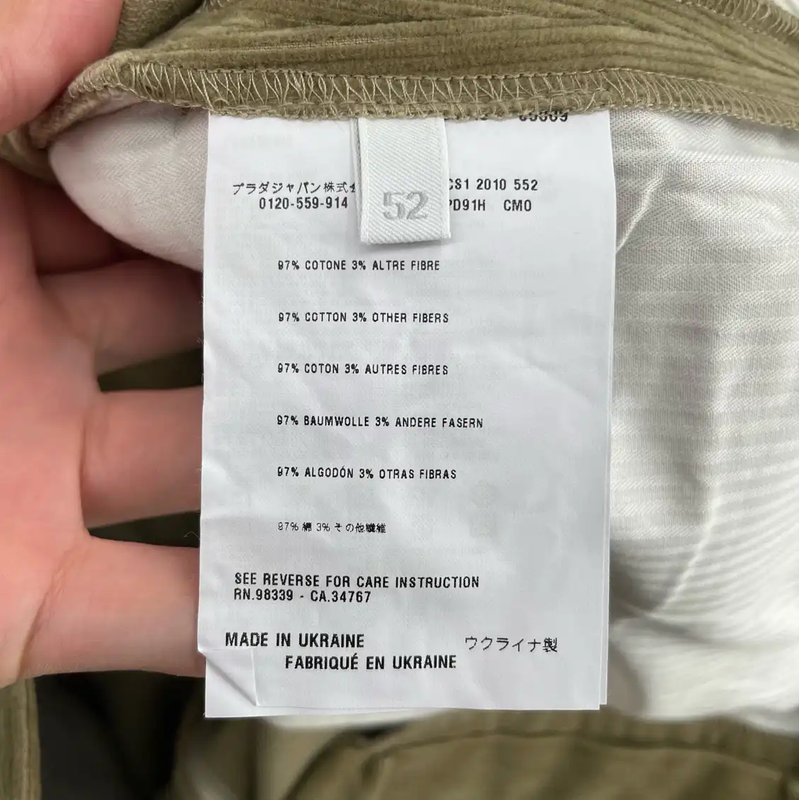 プラダジャパン株式
0120-559-914
52
CS1 2010 552
PD91H CMO
97% COTONE 3% ALTRE FIBRE
97% COTTON 3% OTHER FIBERS
97% COTON 3% AUTRES FIBRES
97% BAUMWOLLE 3% ANDERE FASERN
97% ALGODÓN 3% OTRAS FIBRAS
97% 綿 3% その他繊維
SEE REVERSE FOR CARE INSTRUCTION
RN.98339 - CA.34767
MADE IN UKRAINE ウクライナ製
FABRIQUÉ EN UKRAINE